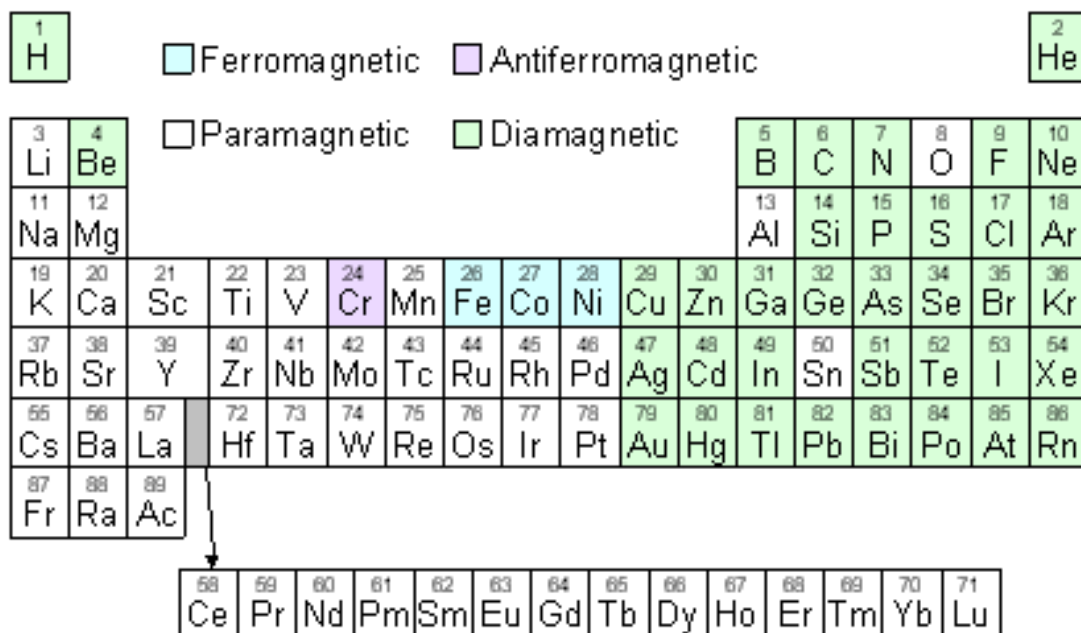 1 2
H Ferromagnetic Antiferromagnetic He
3 4 Paramagnetic Diamagnetic 5 6 7 8 9 10
Li Be B C N O F Ne
11 12 13 14 15 16 17 18
Na Mg Al Si P S Cl Ar
19 20 21 22 23 24 25 26 27 28 29 30 31 32 33 34 35 36
K Ca Sc Ti V Cr Mn Fe Co Ni Cu Zn Ga Ge As Se Br Kr
37 38 39 40 41 42 43 44 45 46 47 48 49 50 51 52 53 54
Rb Sr Y Zr Nb Mo Tc Ru Rh Pd Ag Cd In Sn Sb Te I Xe
55 56 57 72 73 74 75 76 77 78 79 80 81 82 83 84 85 86
Cs Ba La Hf Ta W Re Os Ir Pt Au Hg Tl Pb Bi Po At Rn
87 88 89
Fr Ra Ac
58 59 60 61 62 63 64 65 66 67 68 69 70 71
Ce Pr Nd Pm Sm Eu Gd Tb Dy Ho Er Tm Yb Lu